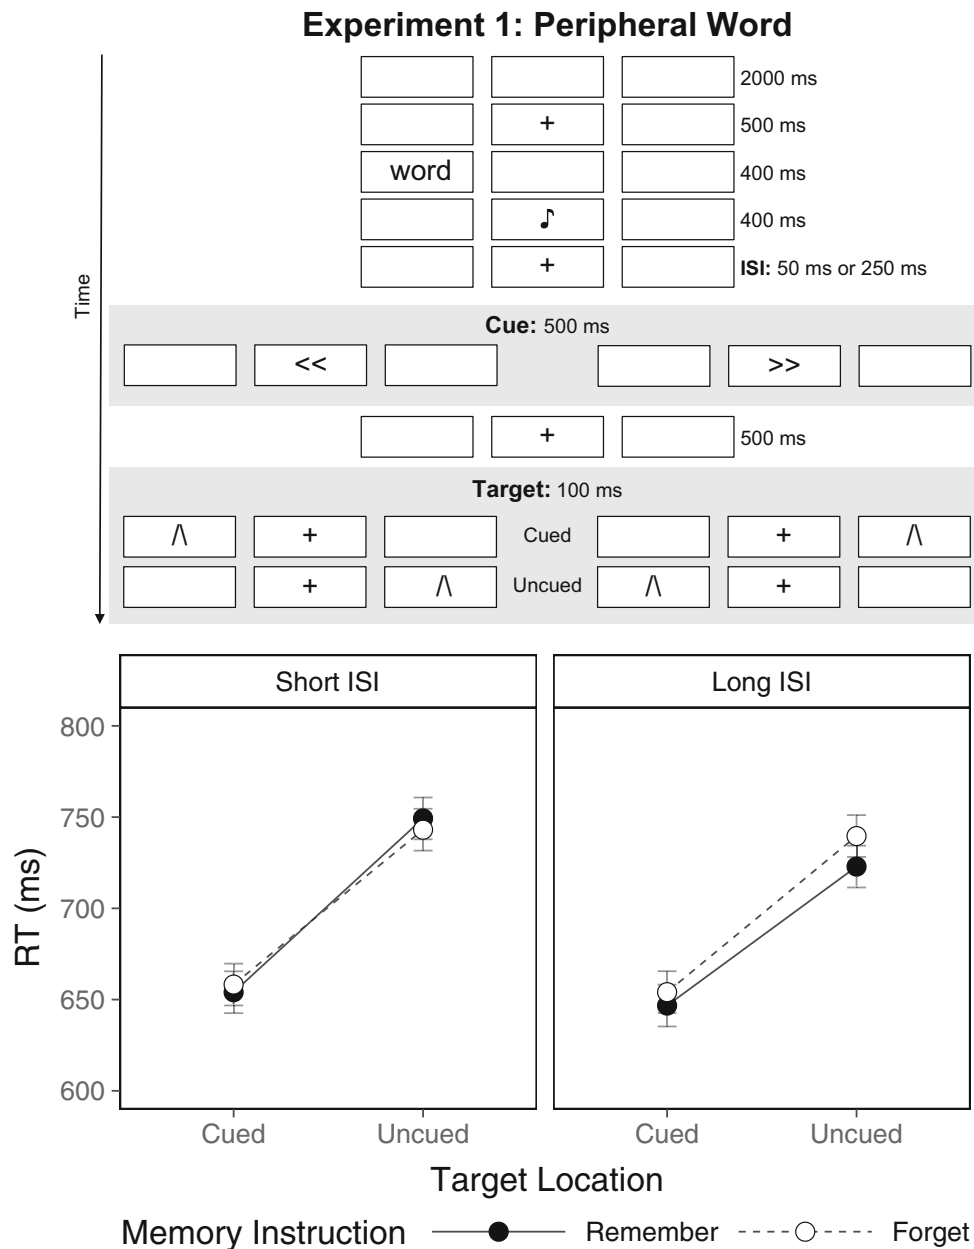 Experiment 1: Peripheral Word
2000 ms
+ 500 ms
word 400 ms
♪ 400 ms
+ ISI: 50 ms or 250 ms
Time
Cue: 500 ms
<< >>
+ 500 ms
Target: 100 ms
/\ + Cued + /\
+ /\ Uncued /\ +
Short ISI Long ISI
800
750
700
650
600
RT (ms)
Cued Uncued Cued Uncued
Target Location
Memory Instruction Remember Forget